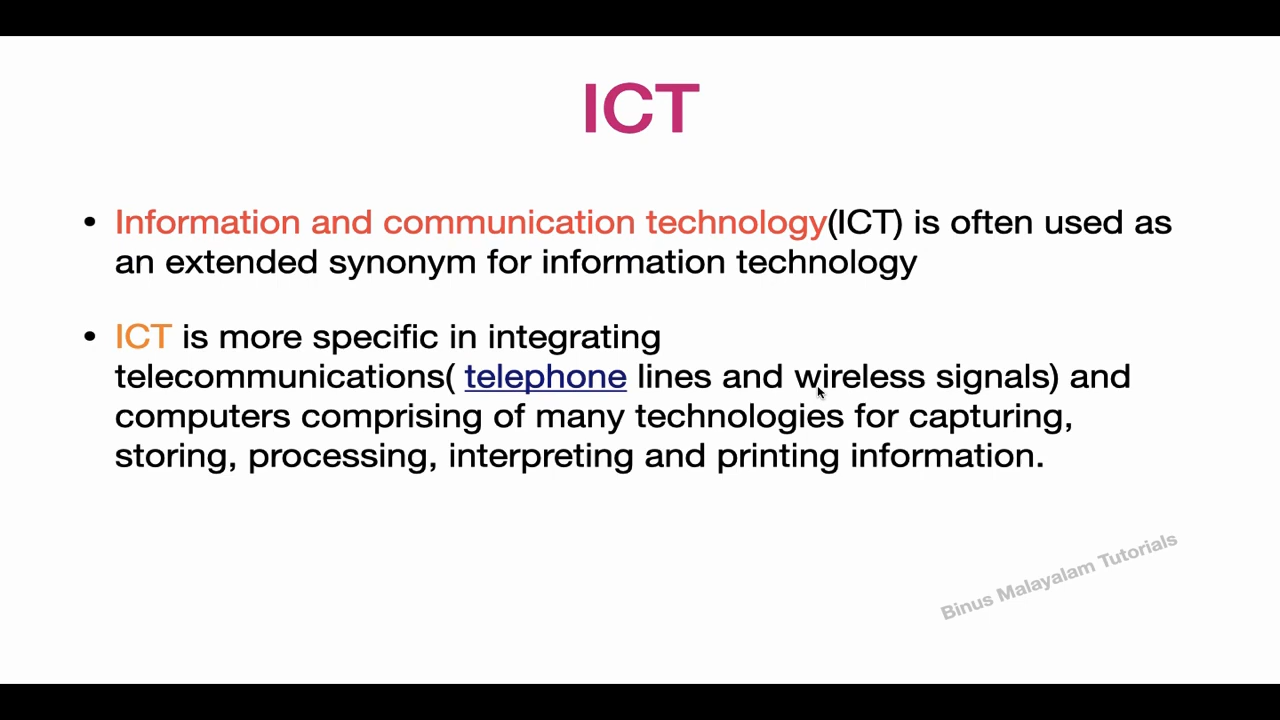 ICT
• Information and communication technology(ICT) is often used as
an extended synonym for information technology
• ICT is more specific in integrating
telecommunications( telephone lines and wireless signals) and
computers comprising of many technologies for capturing,
storing, processing, interpreting and printing information.
Binus Malayalam Tutorials